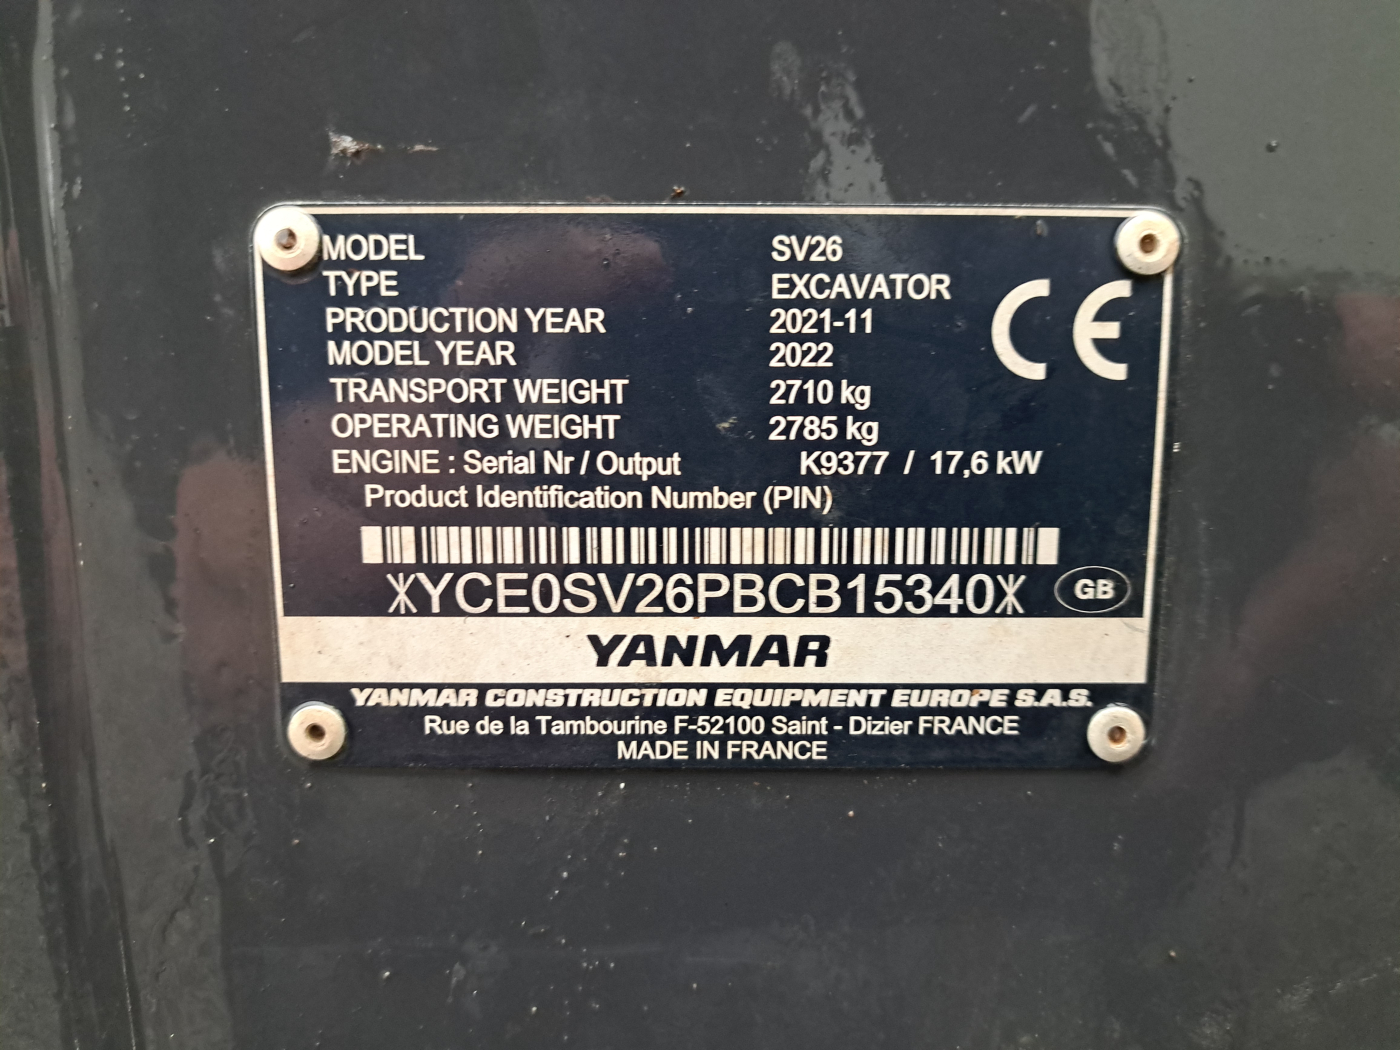 MODEL SV26
TYPE EXCAVATOR
PRODUCTION YEAR 2021-11
MODEL YEAR 2022
TRANSPORT WEIGHT 2710 kg
OPERATING WEIGHT 2785 kg
ENGINE : Serial Nr / Output K9377 / 17,6 kW
Product Identification Number (PIN)
*YCE0SV26PBCB15340*
CE
GB
YANMAR
YANMAR CONSTRUCTION EQUIPMENT EUROPE S.A.S.
Rue de la Tambourine F-52100 Saint - Dizier FRANCE
MADE IN FRANCE